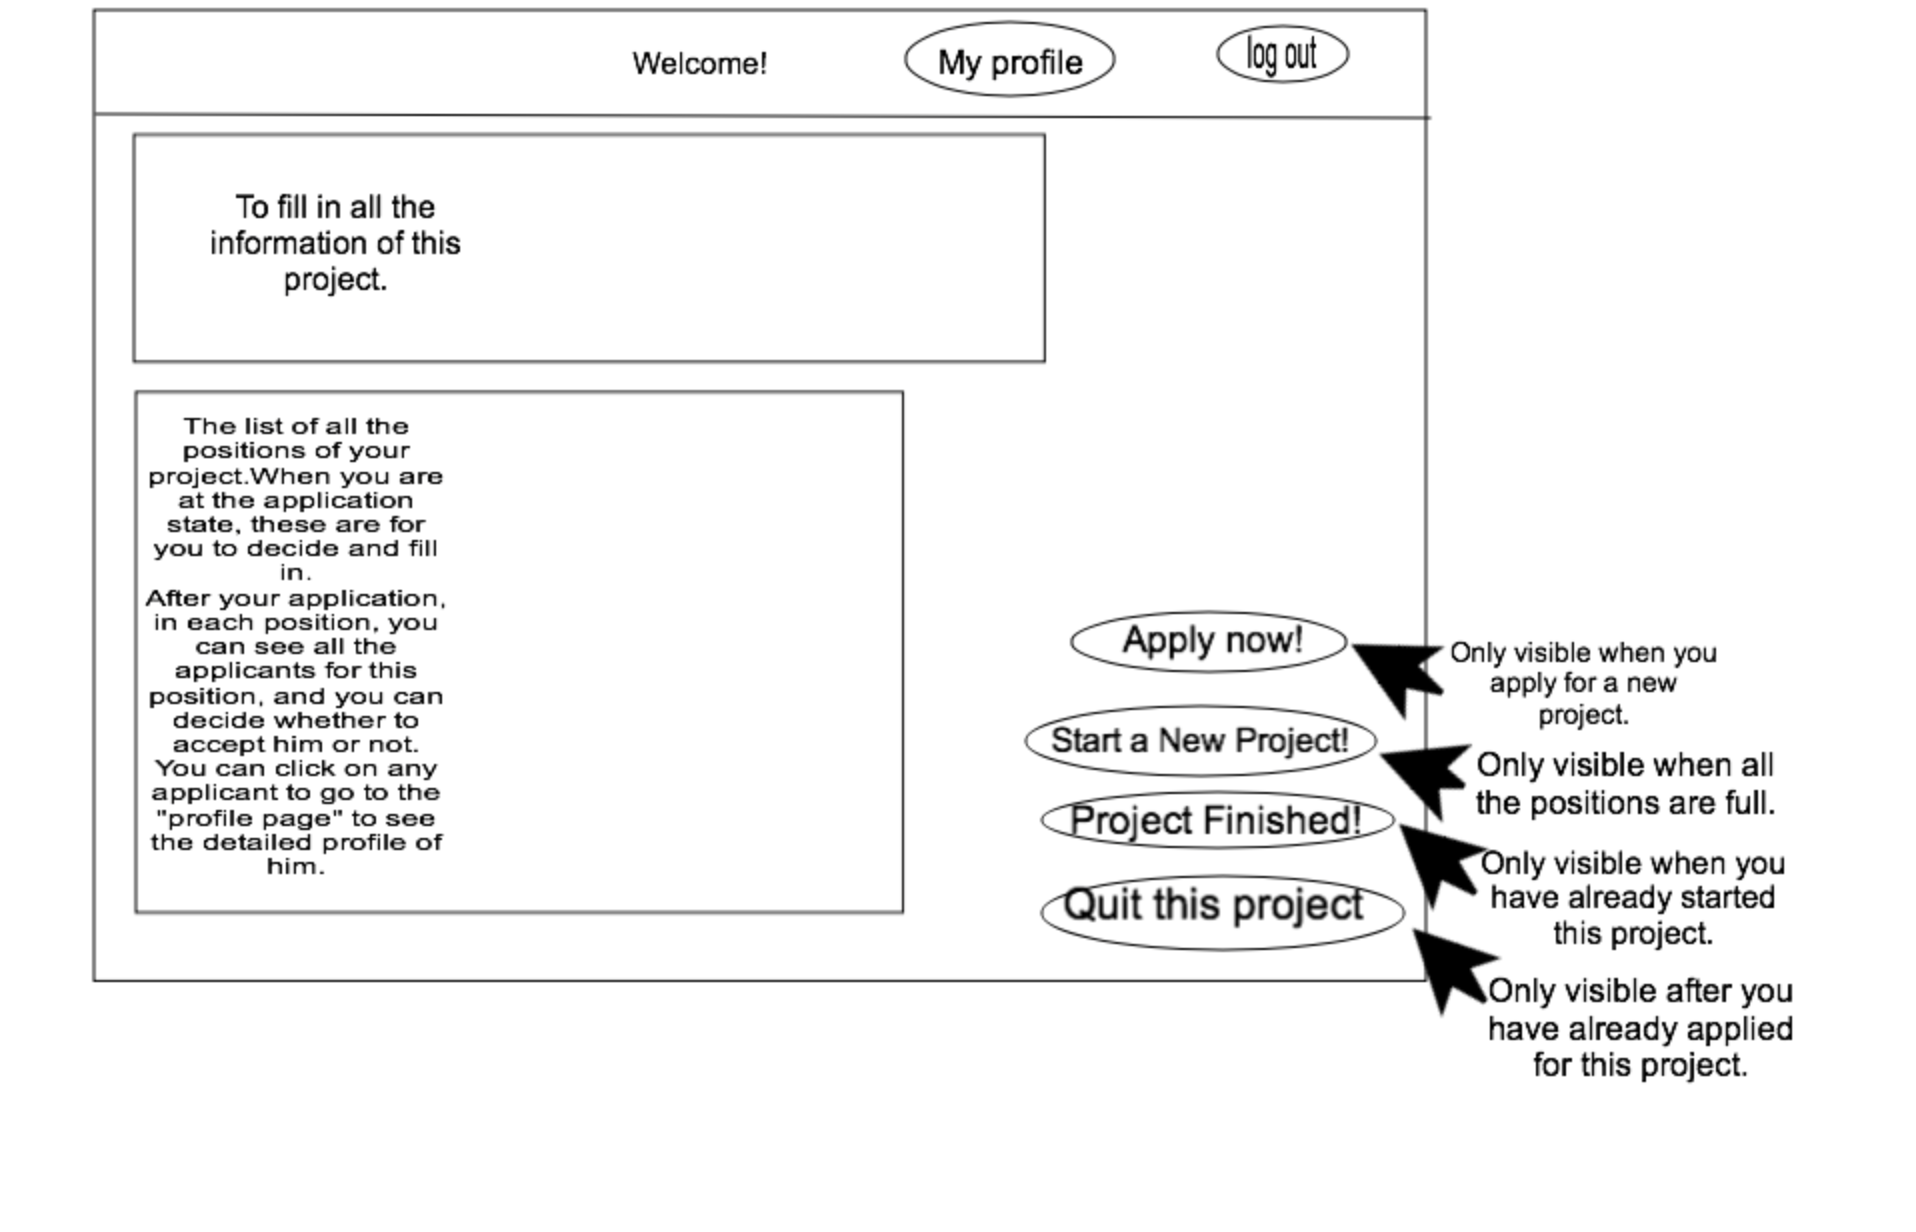 Welcome!
My profile
log out
To fill in all the
information of this
project.
The list of all the
positions of your
project.When you are
at the application
state, these are for
you to decide and fill
in.
After your application,
in each position, you
can see all the
applicants for this
position, and you can
decide whether to
accept him or not.
You can click on any
applicant to go to the
"profile page" to see
the detailed profile of
him.
Apply now!
Only visible when you
apply for a new
project.
Start a New Project!
Only visible when all
the positions are full.
Project Finished!
Only visible when you
have already started
this project.
Quit this project
Only visible after you
have already applied
for this project.